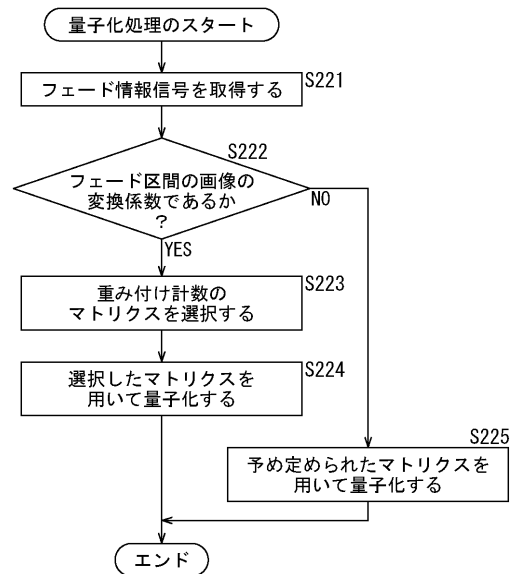 量子化処理のスタート
S221
フェード情報信号を取得する
S222
フェード区間の画像の
変換係数であるか
?
NO
YES
S223
重み付け計数の
マトリクスを選択する
S224
選択したマトリクスを
用いて量子化する
S225
予め定められたマトリクスを
用いて量子化する
エンド